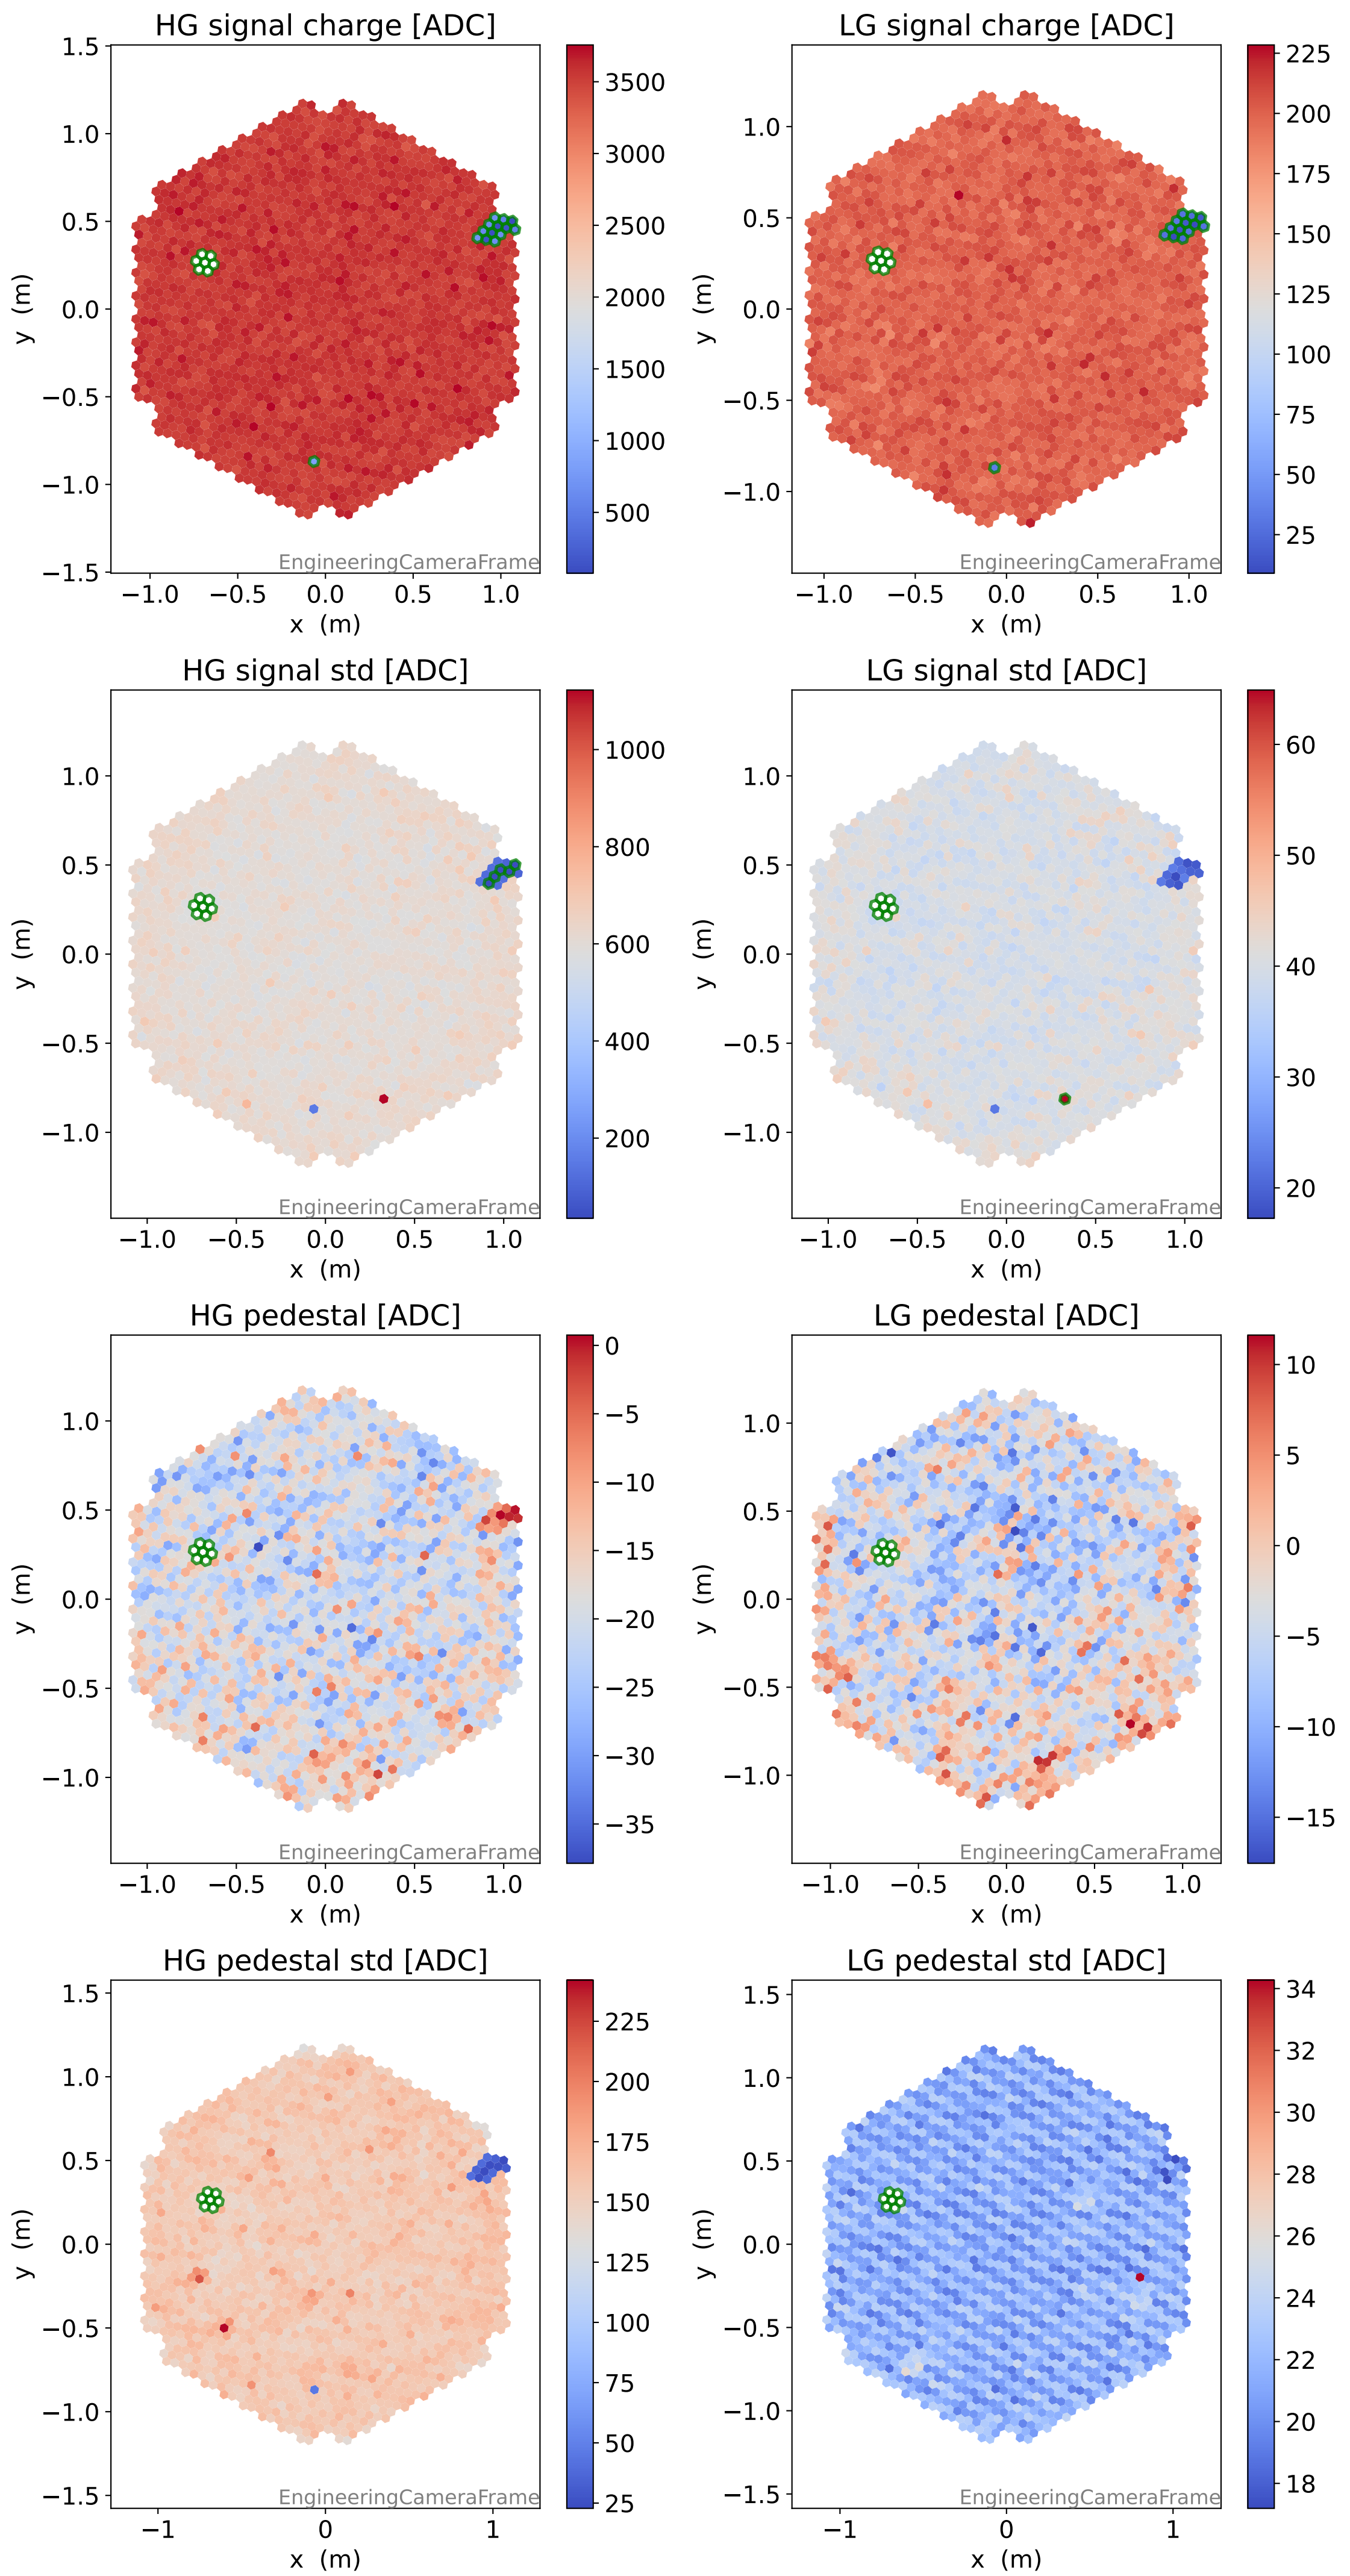 HG signal charge [ADC]
1.5
1.0
0.5
0.0
−0.5
−1.0
−1.5
y (m)
−1.0 −0.5 0.0 0.5 1.0
x (m)
EngineeringCameraFrame
3500
3000
2500
2000
1500
1000
500
LG signal charge [ADC]
1.0
0.5
0.0
−0.5
−1.0
y (m)
−1.0 −0.5 0.0 0.5 1.0
x (m)
EngineeringCameraFrame
225
200
175
150
125
100
75
50
25
HG signal std [ADC]
1.0
0.5
0.0
−0.5
−1.0
y (m)
−1.0 −0.5 0.0 0.5 1.0
x (m)
EngineeringCameraFrame
1000
800
600
400
200
LG signal std [ADC]
1.0
0.5
0.0
−0.5
−1.0
y (m)
−1.0 −0.5 0.0 0.5 1.0
x (m)
EngineeringCameraFrame
60
50
40
30
20
HG pedestal [ADC]
1.0
0.5
0.0
−0.5
−1.0
y (m)
−1.0 −0.5 0.0 0.5 1.0
x (m)
EngineeringCameraFrame
0
−5
−10
−15
−20
−25
−30
−35
LG pedestal [ADC]
1.0
0.5
0.0
−0.5
−1.0
y (m)
−1.0 −0.5 0.0 0.5 1.0
x (m)
EngineeringCameraFrame
10
5
0
−5
−10
−15
HG pedestal std [ADC]
1.5
1.0
0.5
0.0
−0.5
−1.0
−1.5
y (m)
−1 0 1
x (m)
EngineeringCameraFrame
225
200
175
150
125
100
75
50
25
LG pedestal std [ADC]
1.5
1.0
0.5
0.0
−0.5
−1.0
−1.5
y (m)
−1 0 1
x (m)
EngineeringCameraFrame
34
32
30
28
26
24
22
20
18